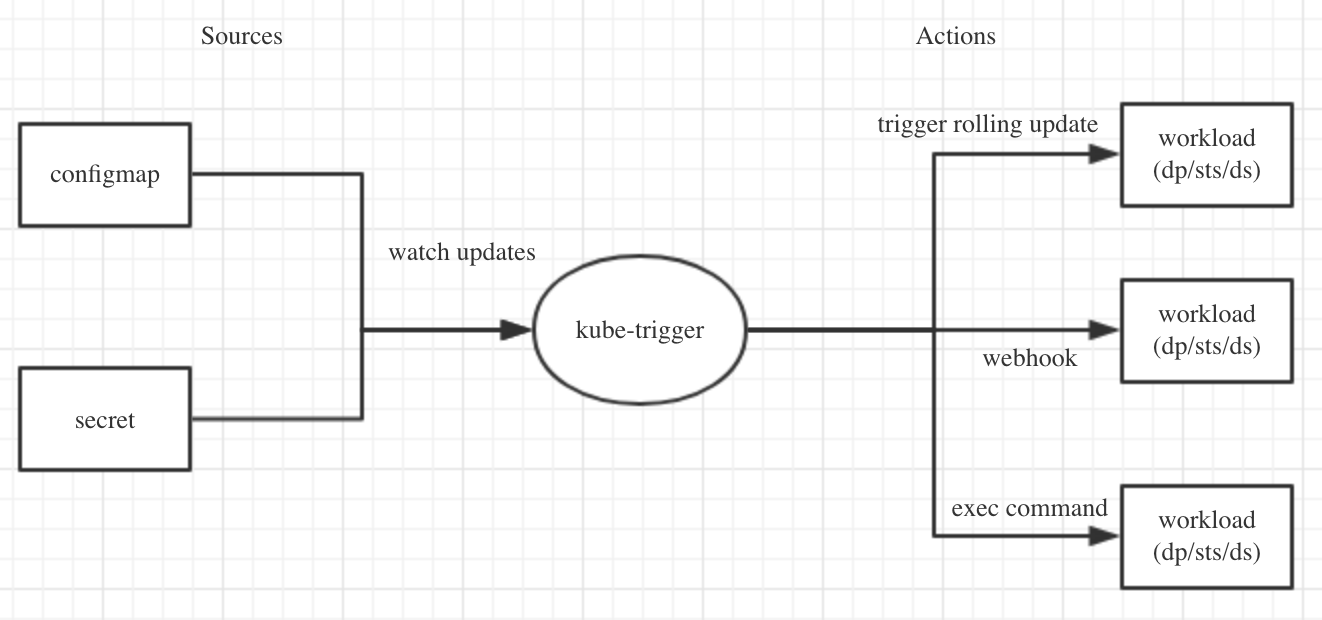 Sources
Actions
configmap
secret
watch updates
kube-trigger
trigger rolling update
workload
(dp/sts/ds)
webhook
workload
(dp/sts/ds)
exec command
workload
(dp/sts/ds)